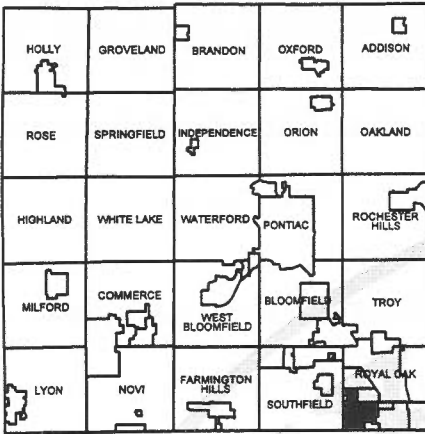 HOLLY GROVELAND BRANDON OXFORD ADDISON
ROSE SPRINGFIELD INDEPENDENCE ORION OAKLAND
HIGHLAND WHITE LAKE WATERFORD PONTIAC ROCHESTER
HILLS
MILFORD COMMERCE WEST BLOOMFIELD TROY
BLOOMFIELD
LYON NOVI FARMINGTON SOUTHFIELD ROYAL OAK
HILLS